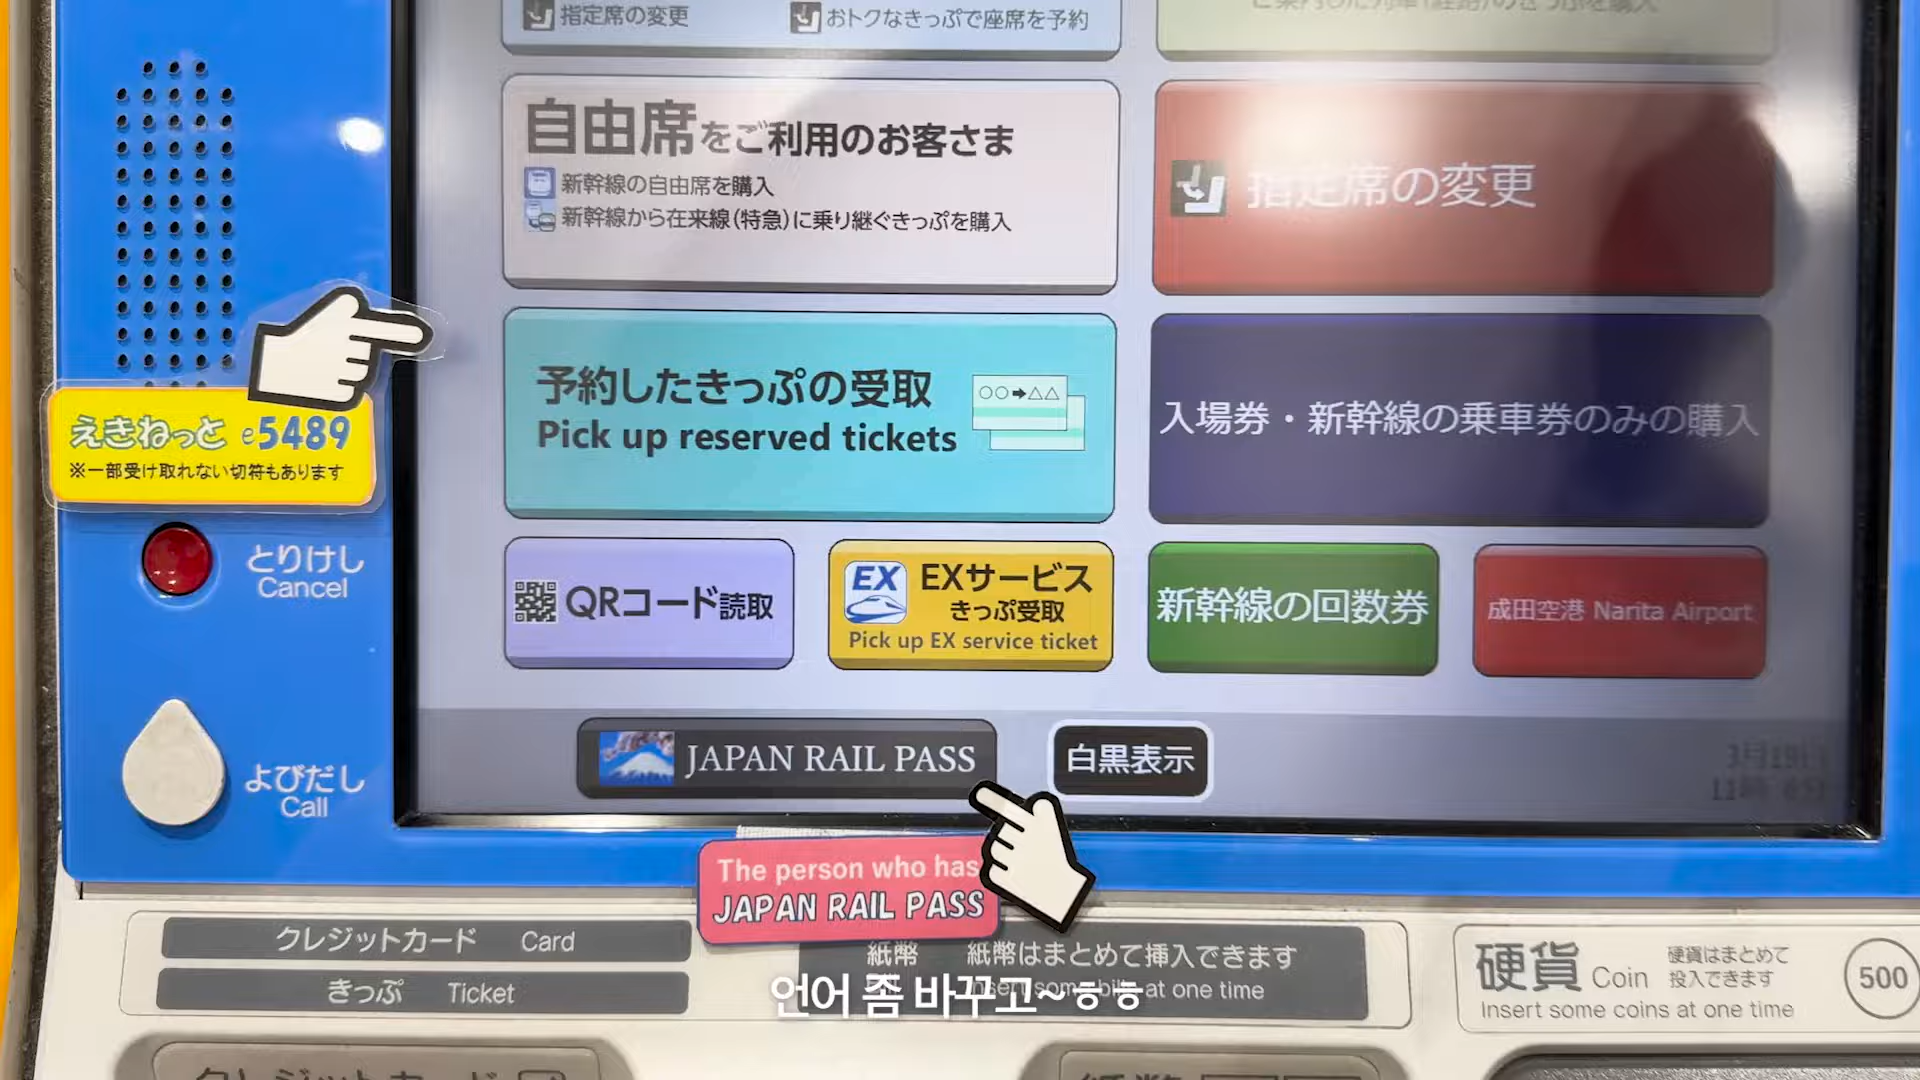 指定席の変更
おトクなきっぷで座席を予約
自由席をご利用のお客さま
新幹線の自由席を購入
新幹線から在来線(特急)に乗り継ぐきっぷを購入
指定席の変更
予約したきっぷの受取
Pick up reserved tickets
○○➡△△
入場券・新幹線の乗車券のみの購入
えきねっと e5489
※一部受け取れない切符もあります
とりけし
Cancel
QRコード読取
EX
EXサービス
きっぷ受取
Pick up EX service ticket
新幹線の回数券
成田空港 Narita Airport
よびだし
Call
JAPAN RAIL PASS
白黒表示
The person who has
JAPAN RAIL PASS
クレジットカード Card
きっぷ Ticket
紙幣 紙幣はまとめて挿入できます
Insert some bills at one time
硬貨 Coin
硬貨はまとめて
投入できます
Insert some coins at one time
500
언어 좀 바꾸고~ㅎㅎ